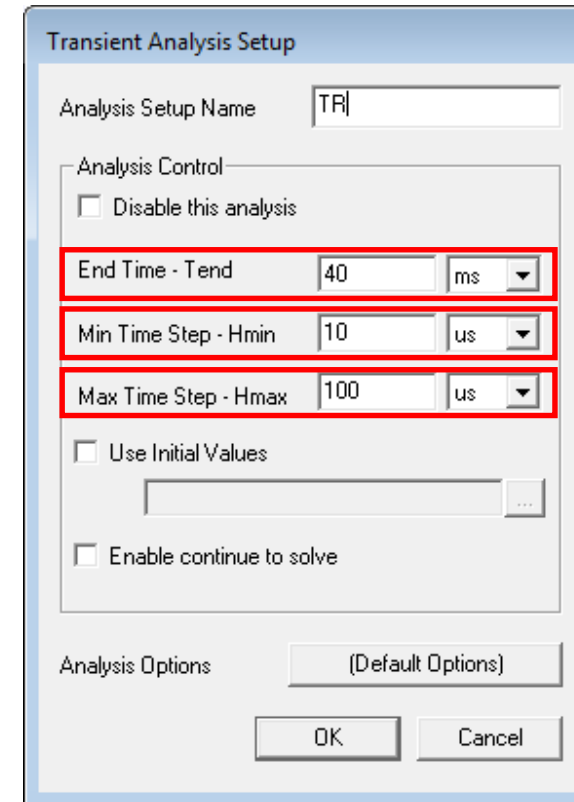 Transient Analysis Setup
Analysis Setup Name TR
Analysis Control
Disable this analysis
End Time - Tend 40 ms
Min Time Step - Hmin 10 us
Max Time Step - Hmax 100 us
Use Initial Values
...
Enable continue to solve
Analysis Options (Default Options)
OK Cancel